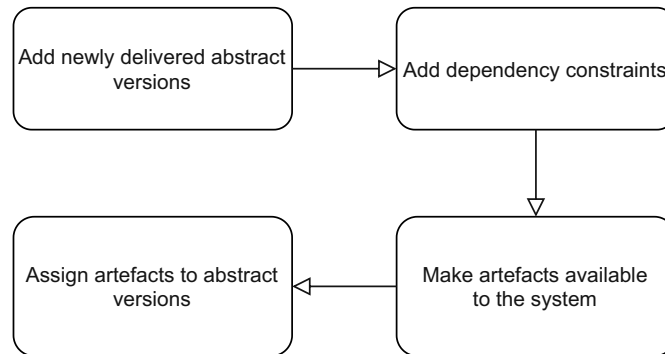 Add newly delivered abstract
versions
Add dependency constraints
Make artefacts available
to the system
Assign artefacts to abstract
versions